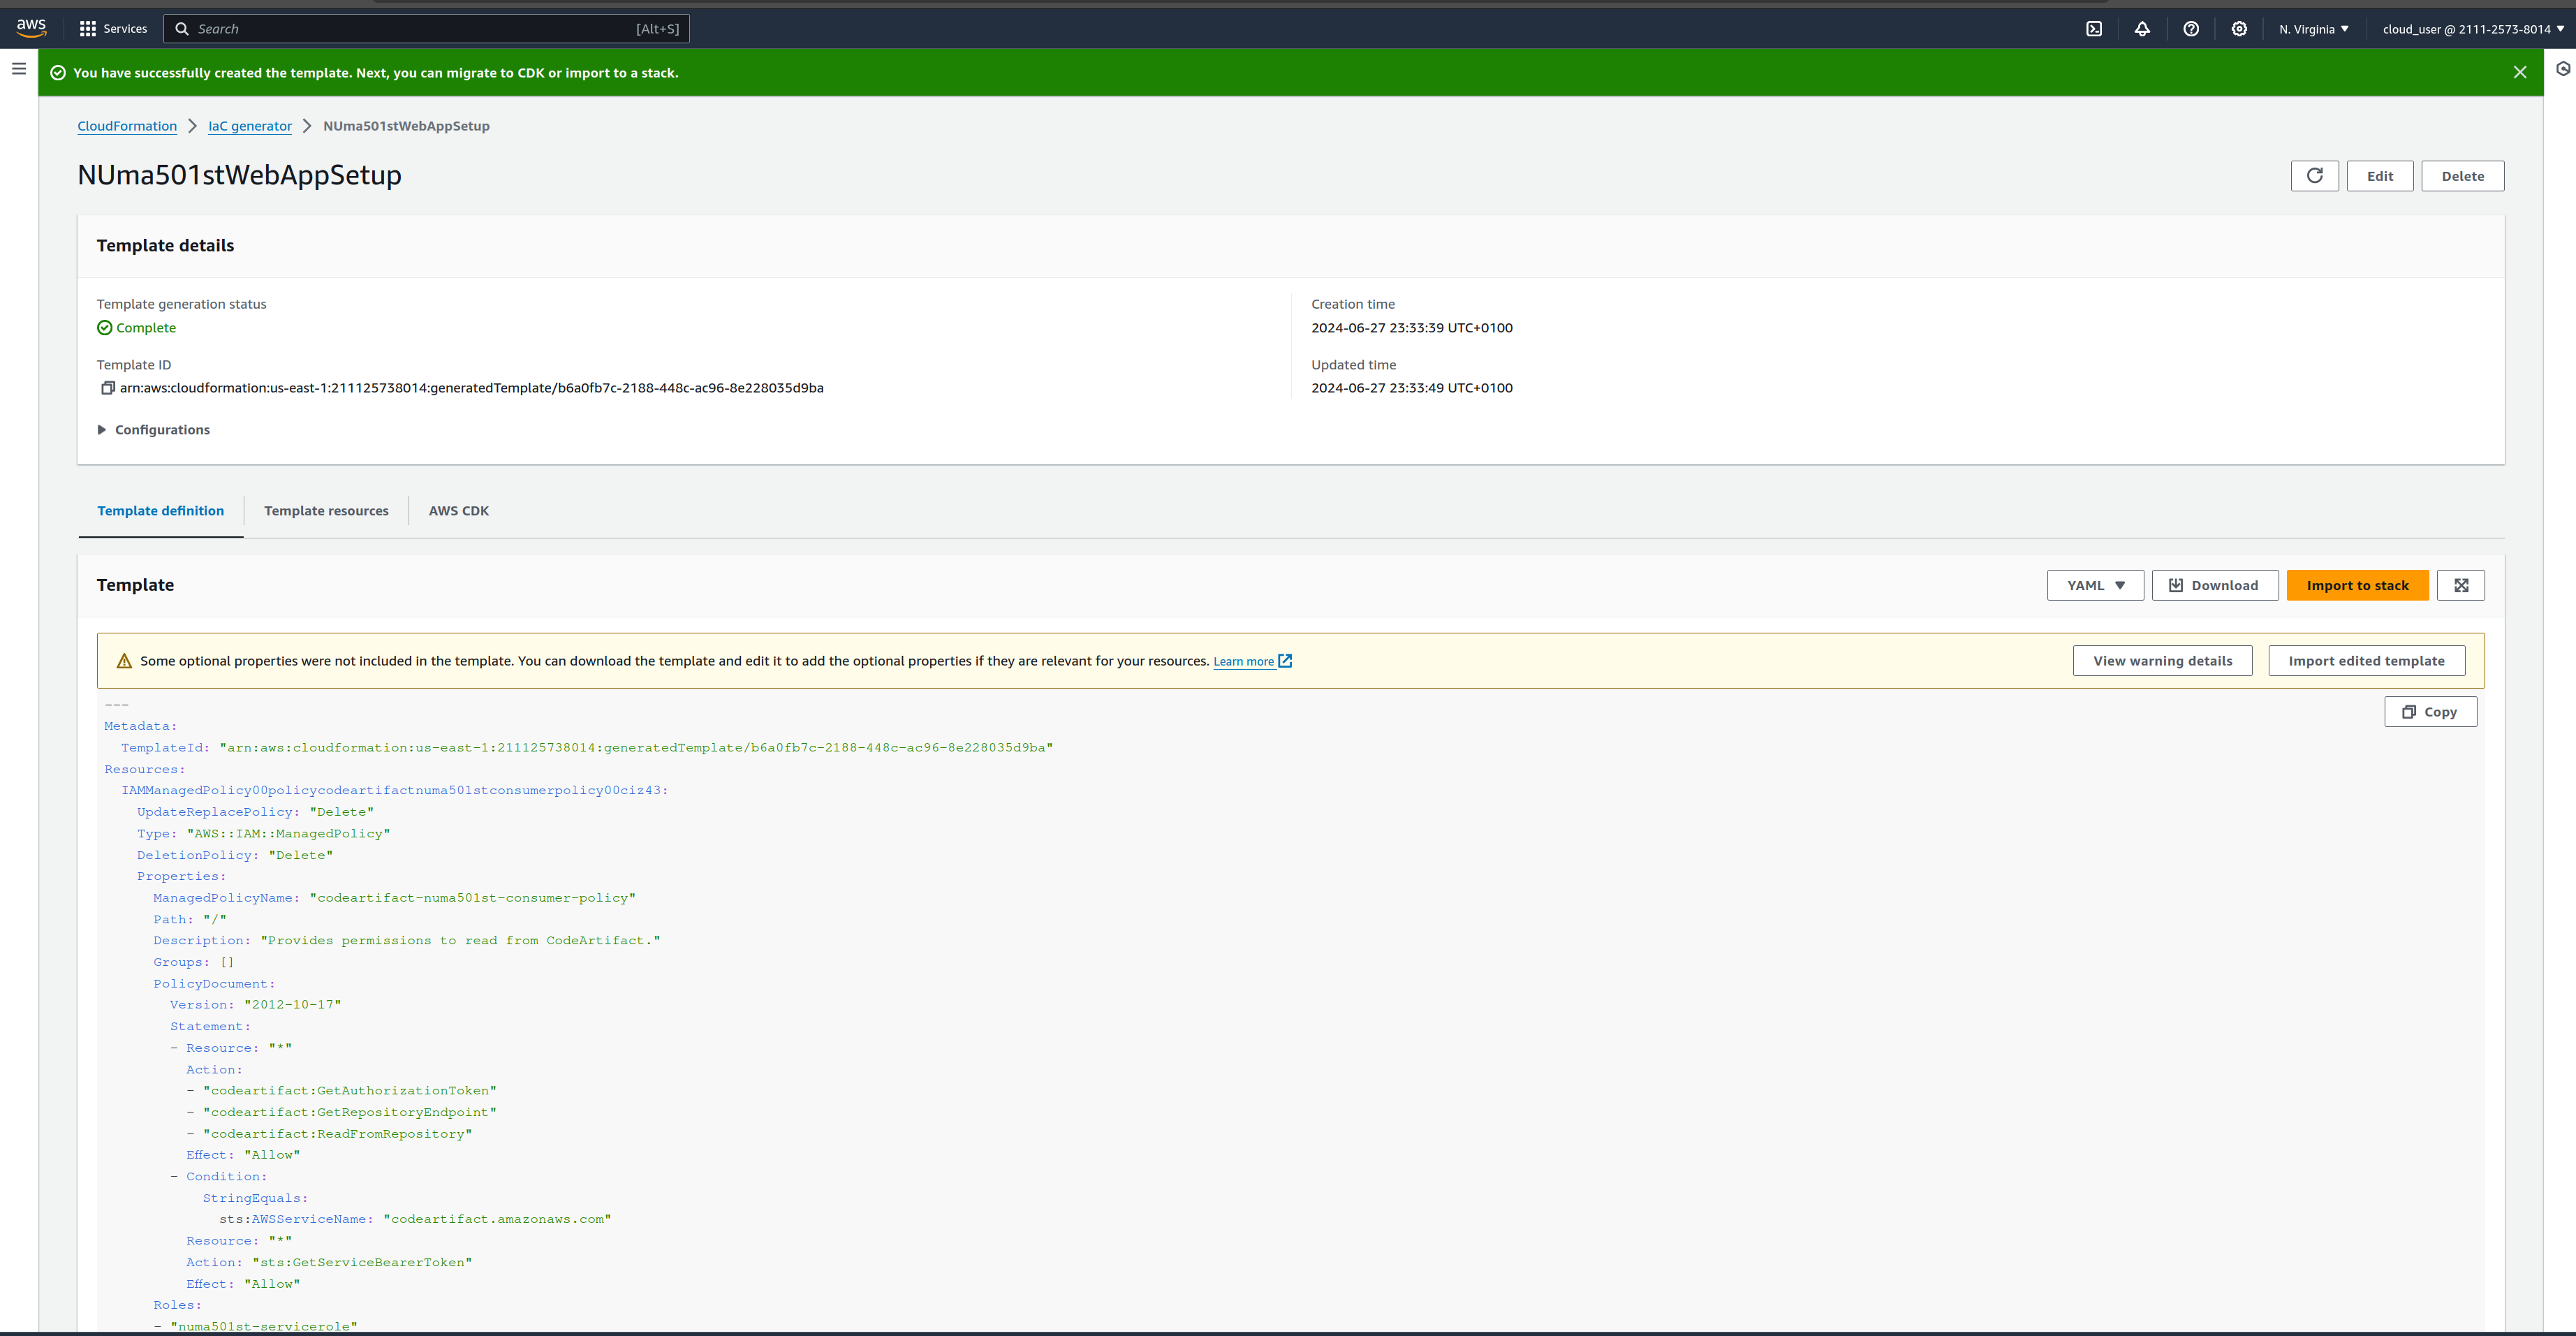 aws Services Search [Alt+S] N. Virginia cloud_user @ 2111-2573-8014
You have successfully created the template. Next, you can migrate to CDK or import to a stack.
CloudFormation IaC generator NUma501stWebAppSetup
NUma501stWebAppSetup Edit Delete
Template details
Template generation status
Complete
Template ID
arn:aws:cloudformation:us-east-1:211125738014:generatedTemplate/b6a0fb7c-2188-448c-ac96-8e228035d9ba
Creation time
2024-06-27 23:33:39 UTC+0100
Updated time
2024-06-27 23:33:49 UTC+0100
Configurations
Template definition Template resources AWS CDK
Template YAML Download Import to stack
Some optional properties were not included in the template. You can download the template and edit it to add the optional properties if they are relevant for your resources. Learn more View warning details Import edited template
Copy
---
Metadata:
  TemplateId: "arn:aws:cloudformation:us-east-1:211125738014:generatedTemplate/b6a0fb7c-2188-448c-ac96-8e228035d9ba"
Resources:
  IAMManagedPolicy00policycodeartifactnuma501stconsumerpolicy00ciz43:
    UpdateReplacePolicy: "Delete"
    Type: "AWS::IAM::ManagedPolicy"
    DeletionPolicy: "Delete"
    Properties:
      ManagedPolicyName: "codeartifact-numa501st-consumer-policy"
      Path: "/"
      Description: "Provides permissions to read from CodeArtifact."
      Groups: []
      PolicyDocument:
        Version: "2012-10-17"
        Statement:
        - Resource: "*"
          Action:
          - "codeartifact:GetAuthorizationToken"
          - "codeartifact:GetRepositoryEndpoint"
          - "codeartifact:ReadFromRepository"
          Effect: "Allow"
        - Condition:
            StringEquals:
              sts:AWSServiceName: "codeartifact.amazonaws.com"
          Resource: "*"
          Action: "sts:GetServiceBearerToken"
          Effect: "Allow"
      Roles:
      - "numa501st-servicerole"